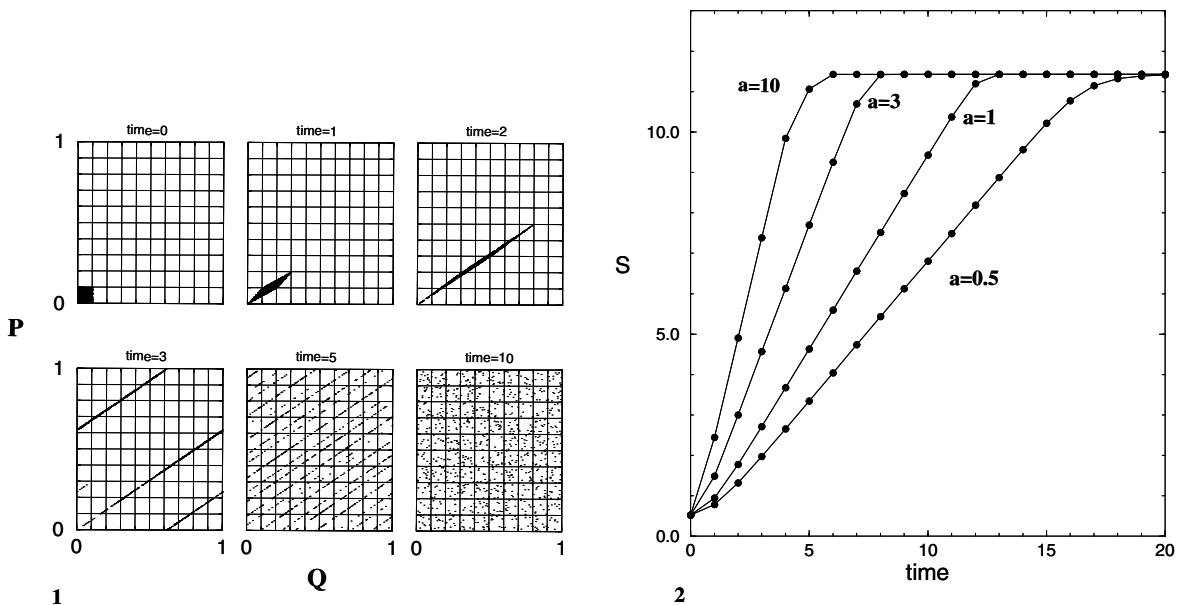 time=0 time=1 time=2
1
0
P
time=3 time=5 time=10
1
0
0 1 0 1 0 1
Q
1
a=10
a=3
a=1
a=0.5
10.0
S
5.0
0.0
0 5 10 15 20
time
2